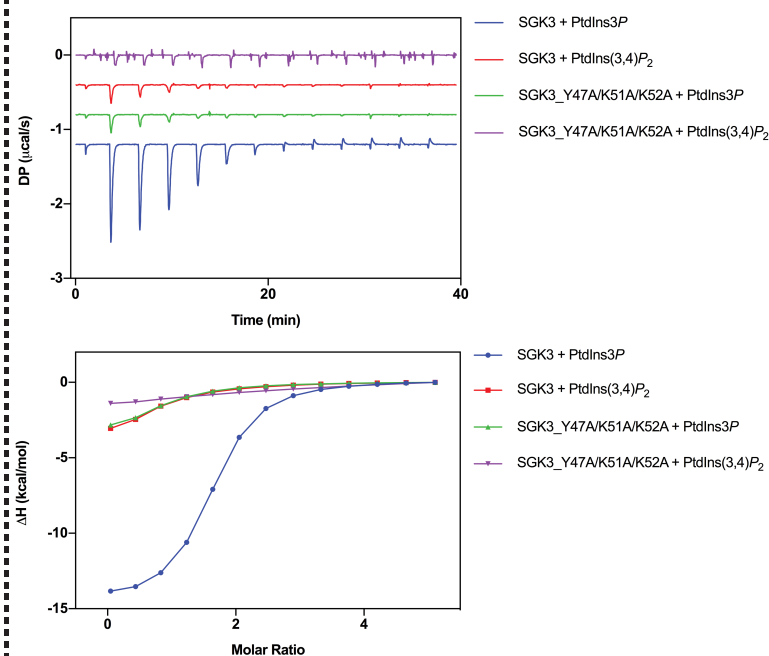 0
-1
-2
-3
DP (μcal/s)
0
20
40
Time (min)
SGK3 + PtdIns3P
SGK3 + PtdIns(3,4)P2
SGK3_Y47A/K51A/K52A + PtdIns3P
SGK3_Y47A/K51A/K52A + PtdIns(3,4)P2
0
-5
-10
-15
ΔH (kcal/mol)
0
2
4
Molar Ratio
SGK3 + PtdIns3P
SGK3 + PtdIns(3,4)P2
SGK3_Y47A/K51A/K52A + PtdIns3P
SGK3_Y47A/K51A/K52A + PtdIns(3,4)P2